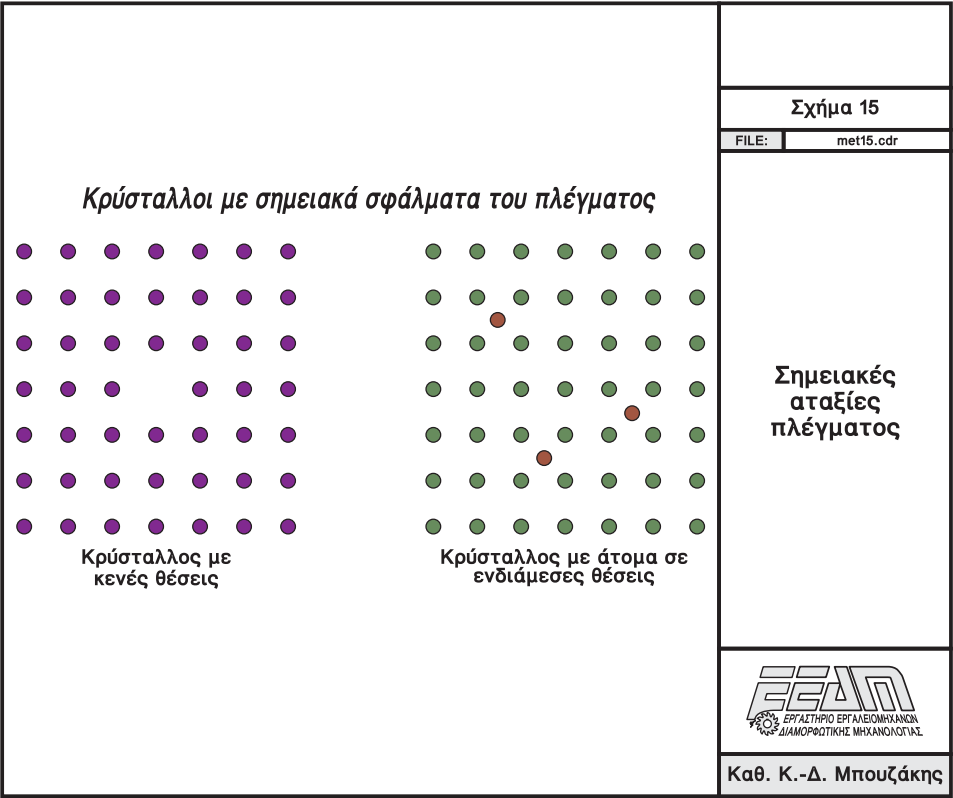 Σχήμα 15
FILE: met15.cdr
Κρύσταλλοι με σημειακά σφάλματα του πλέγματος
Κρύσταλλος με
κενές θέσεις
Κρύσταλλος με άτομα σε
ενδιάμεσες θέσεις
Σημειακές
αταξίες
πλέγματος
ΕΕΔΜ
ΕΡΓΑΣΤΗΡΙΟ ΕΡΓΑΛΕΙΟΜΗΧΑΝΩΝ
ΔΙΑΜΟΡΦΩΤΙΚΗΣ ΜΗΧΑΝΟΛΟΓΙΑΣ
Καθ. Κ.-Δ. Μπουζάκης